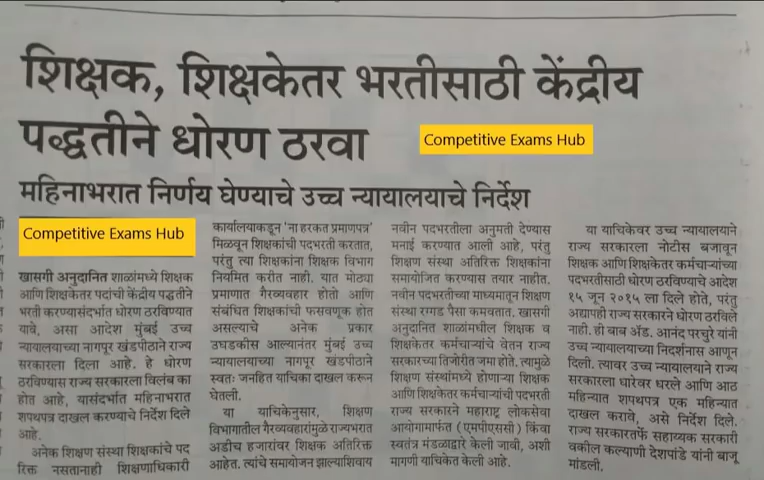 शिक्षक, शिक्षकेतर भरतीसाठी केंद्रीय
पद्धतीने धोरण ठरवा
Competitive Exams Hub
महिनाभरात निर्णय घेण्याचे उच्च न्यायालयाचे निर्देश
Competitive Exams Hub
खासगी अनुदानित शाळांमध्ये शिक्षक
आणि शिक्षकेतर पदांची केंद्रीय पद्धतीने
भरती करण्यासंदर्भात धोरण ठरविण्यात
यावे, असा आदेश मुंबई उच्च
न्यायालयाच्या नागपूर खंडपीठाने राज्य
सरकारला दिला आहे. हे धोरण
ठरविण्यास राज्य सरकारला विलंब का
होत आहे, यासंदर्भात महिनाभरात
शपथपत्र दाखल करण्याचे निर्देश दिले
आहे.
अनेक शिक्षण संस्था शिक्षकांचे पद
रिक्त नसतानाही शिक्षणाधिकारी
कार्यालयाकडून 'ना हरकत प्रमाणपत्र'
मिळवून शिक्षकांची पदभरती करतात,
परंतु त्या शिक्षकांना शिक्षण विभाग
नियमित करीत नाही. यात मोठ्या
प्रमाणात गैरव्यवहार होतो आणि
संबंधित शिक्षकांची फसवणूक होत
असल्याचे अनेक प्रकार
उघडकीस आल्यानंतर मुंबई उच्च
न्यायालयाच्या नागपूर खंडपीठाने
स्वतः जनहित याचिका दाखल करून
घेतली.
या याचिकेनुसार, शिक्षण
विभागातील गैरव्यवहारांमुळे राज्यभरात
अडीच हजारांवर शिक्षक अतिरिक्त
आहेत. त्यांचे समायोजन झाल्याशिवाय
नवीन पदभरतीला अनुमती देण्यास
मनाई करण्यात आली आहे, परंतु
शिक्षण संस्था अतिरिक्त शिक्षकांना
समायोजित करण्यास तयार नाहीत.
नवीन पदभरतीच्या माध्यमातून शिक्षण
संस्था रग्गड पैसा कमवतात. खासगी
अनुदानित शाळांमधील शिक्षक व
शिक्षकेतर कर्मचाऱ्यांचे वेतन राज्य
सरकारच्या तिजोरीत जमा होते. त्यामुळे
शिक्षण संस्थांमध्ये होणाऱ्या शिक्षक
आणि शिक्षकेतर कर्मचाऱ्यांची पदभरती
राज्य सरकारने महाराष्ट्र लोकसेवा
आयोगामार्फत (एमपीएससी) किंवा
स्वतंत्र मंडळाद्वारे केली जावी, अशी
मागणी याचिकेत केली आहे.
या याचिकेवर उच्च न्यायालयाने
राज्य सरकारला नोटीस बजावून
शिक्षक आणि शिक्षकेतर कर्मचाऱ्यांच्या
पदभरतीसाठी धोरण ठरविण्याचे आदेश
१५ जून २०१५ ला दिले होते, परंतु
अद्यापही राज्य सरकारने धोरण ठरविले
नाही. ही बाब अ‍ॅड. आनंद परचुरे यांनी
उच्च न्यायालयाच्या निदर्शनास आणून
दिली. त्यावर उच्च न्यायालयाने राज्य
सरकारला धारेवर धरले आणि आठ
महिन्यात शपथपत्र एक महिन्यात
दाखल करावे, असे निर्देश दिले.
राज्य सरकारतर्फे सहाय्यक सरकारी
वकील कल्याणी देशपांडे यांनी बाजू
मांडली.